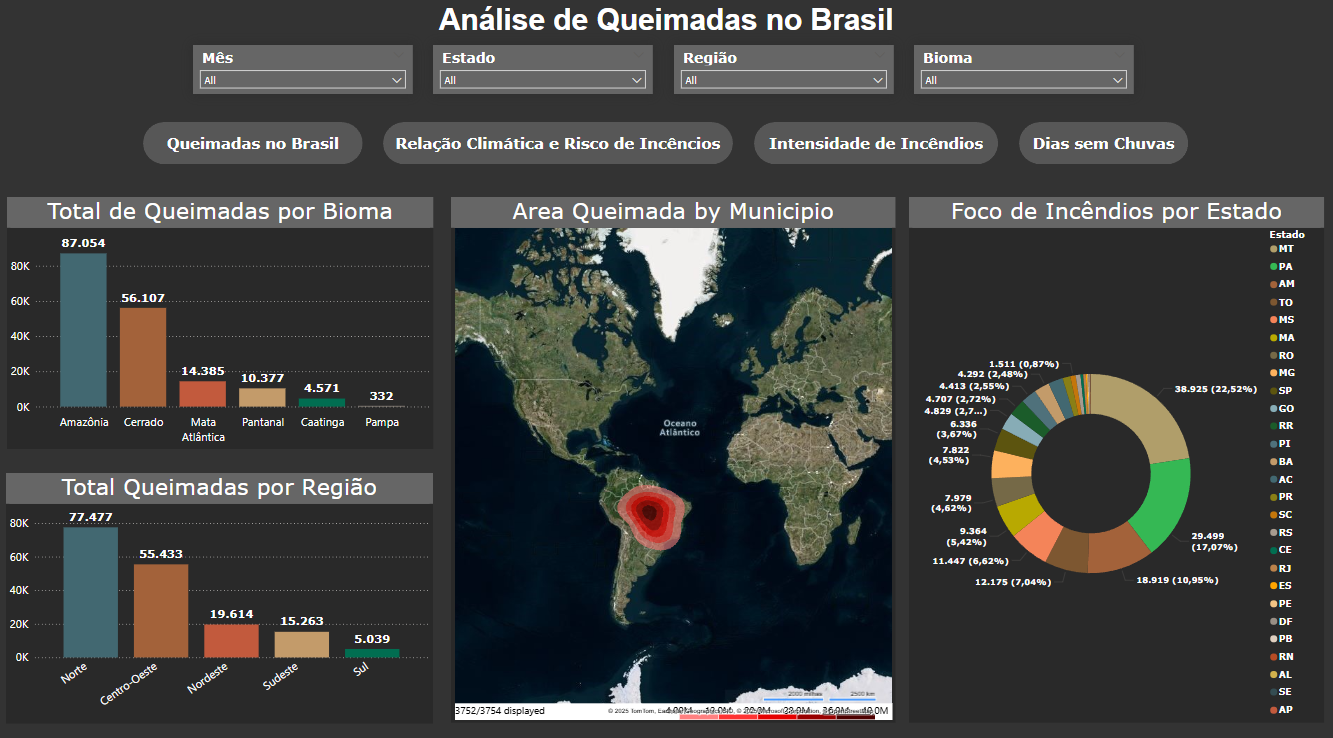 Análise de Queimadas no Brasil
Mês
All
Estado
All
Região
All
Bioma
All
Queimadas no Brasil
Relação Climática e Risco de Incêncios
Intensidade de Incêndios
Dias sem Chuvas
Total de Queimadas por Bioma
87.054
80K
56.107
60K
40K
14.385
10.377
20K
4.571
332
0K
Amazônia
Cerrado
Mata
Atlântica
Pantanal
Caatinga
Pampa
Total Queimadas por Região
77.477
80K
55.433
60K
40K
19.614
15.263
20K
5.039
0K
Norte
Centro-Oeste
Nordeste
Sudeste
Sul
Area Queimada by Municipio
Oceano
Atlântico
2000 milhas
2500 km
3752/3754 displayed
© 2025 TomTom,
Foco de Incêndios por Estado
1.511 (0,87%)
4.292 (2,48%)
4.413 (2,55%)
4.707 (2,72%)
4.829 (2,7...)
6.336
(3,67%)
7.822
(4,53%)
7.979
(4,62%)
9.364
(5,42%)
11.447 (6,62%)
12.175 (7,04%)
18.919 (10,95%)
29.499
(17,07%)
38.925 (22,52%)
Estado
MT
PA
AM
TO
MS
MA
RO
MG
SP
GO
RR
PI
BA
AC
PR
SC
RS
CE
RJ
ES
PE
DF
PB
RN
AL
SE
AP